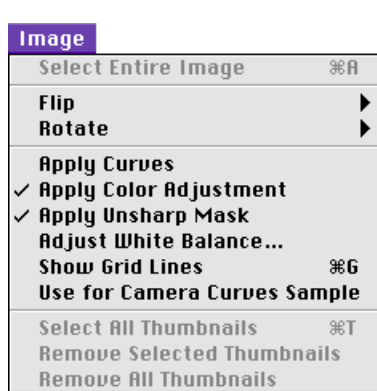 Image
Select Entire Image ⌘A
Flip
Rotate
Apply Curves
✓ Apply Color Adjustment
✓ Apply Unsharp Mask
Adjust White Balance...
Show Grid Lines ⌘G
Use for Camera Curves Sample
Select All Thumbnails ⌘T
Remove Selected Thumbnails
Remove All Thumbnails